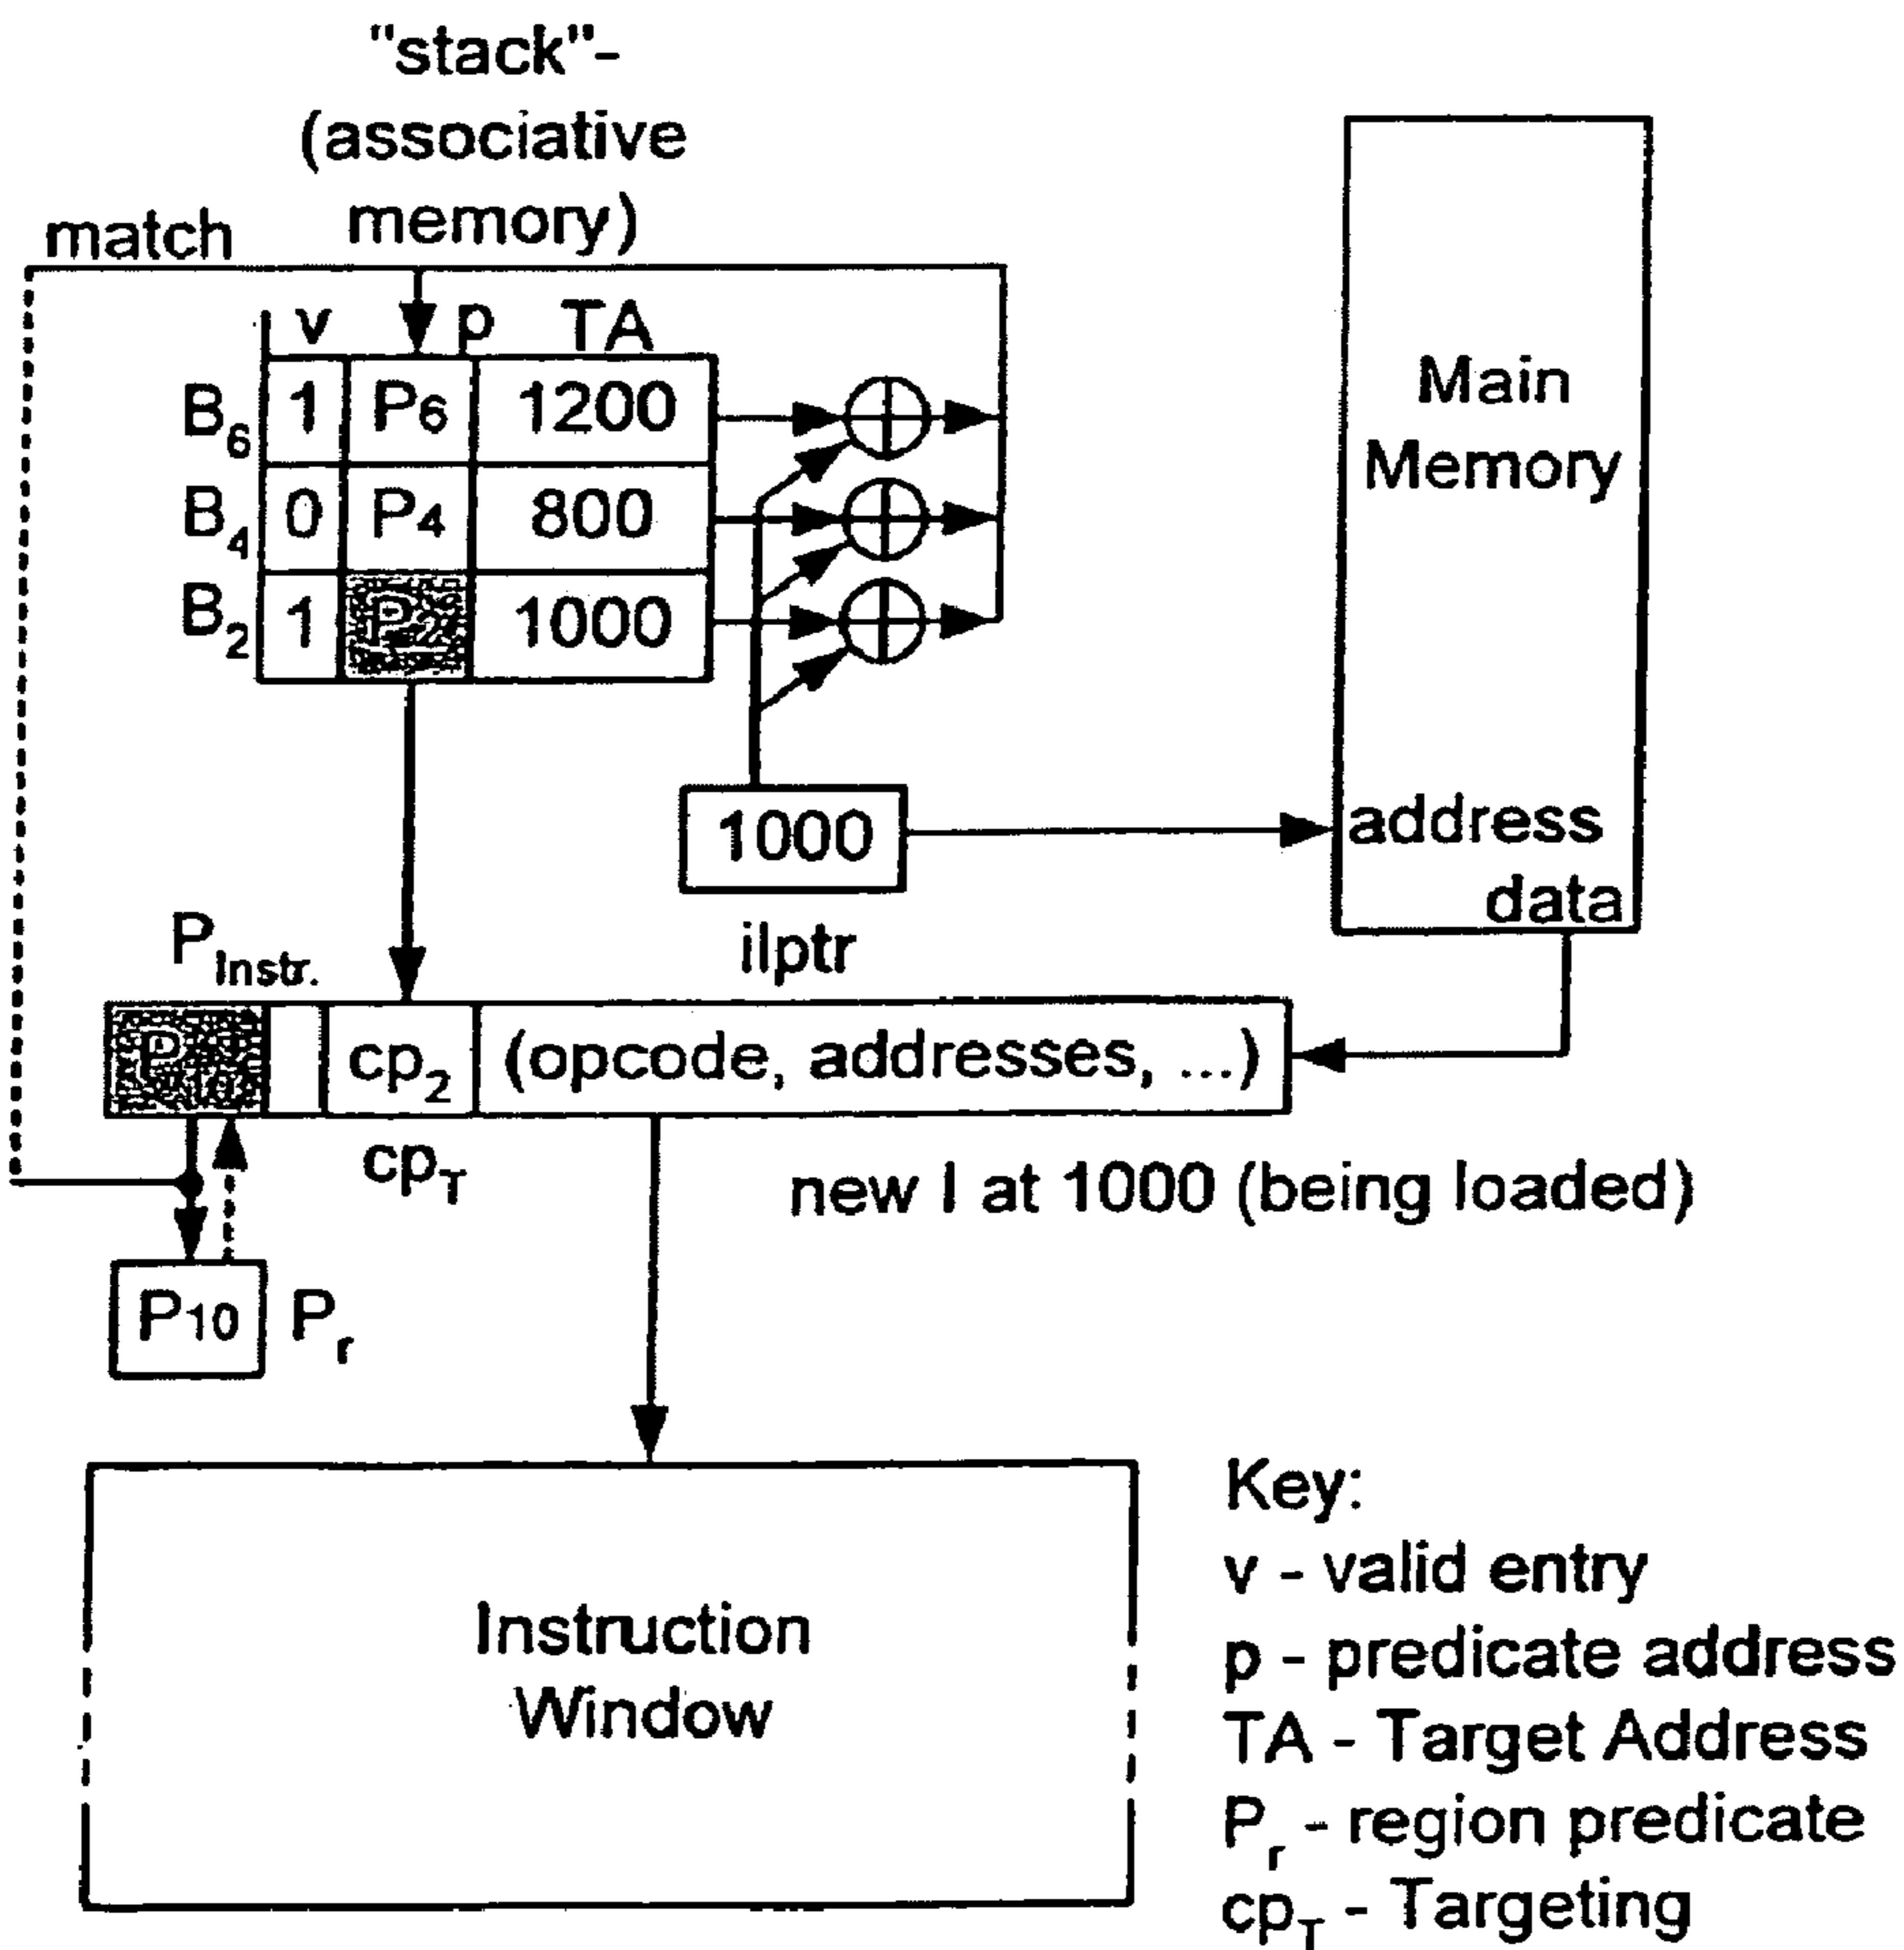 "stack"-
(associative
memory)
match
v p TA
B6 1 P6 1200
B4 0 P4 800
B2 1 P2 1000
Main
Memory
1000
address
data
ilptr
PInstr.
cp2 (opcode, addresses, ...)
cpT
new I at 1000 (being loaded)
P10 Pr
Instruction
Window
Key:
v - valid entry
p - predicate address
TA - Target Address
Pr - region predicate
cpT - Targeting